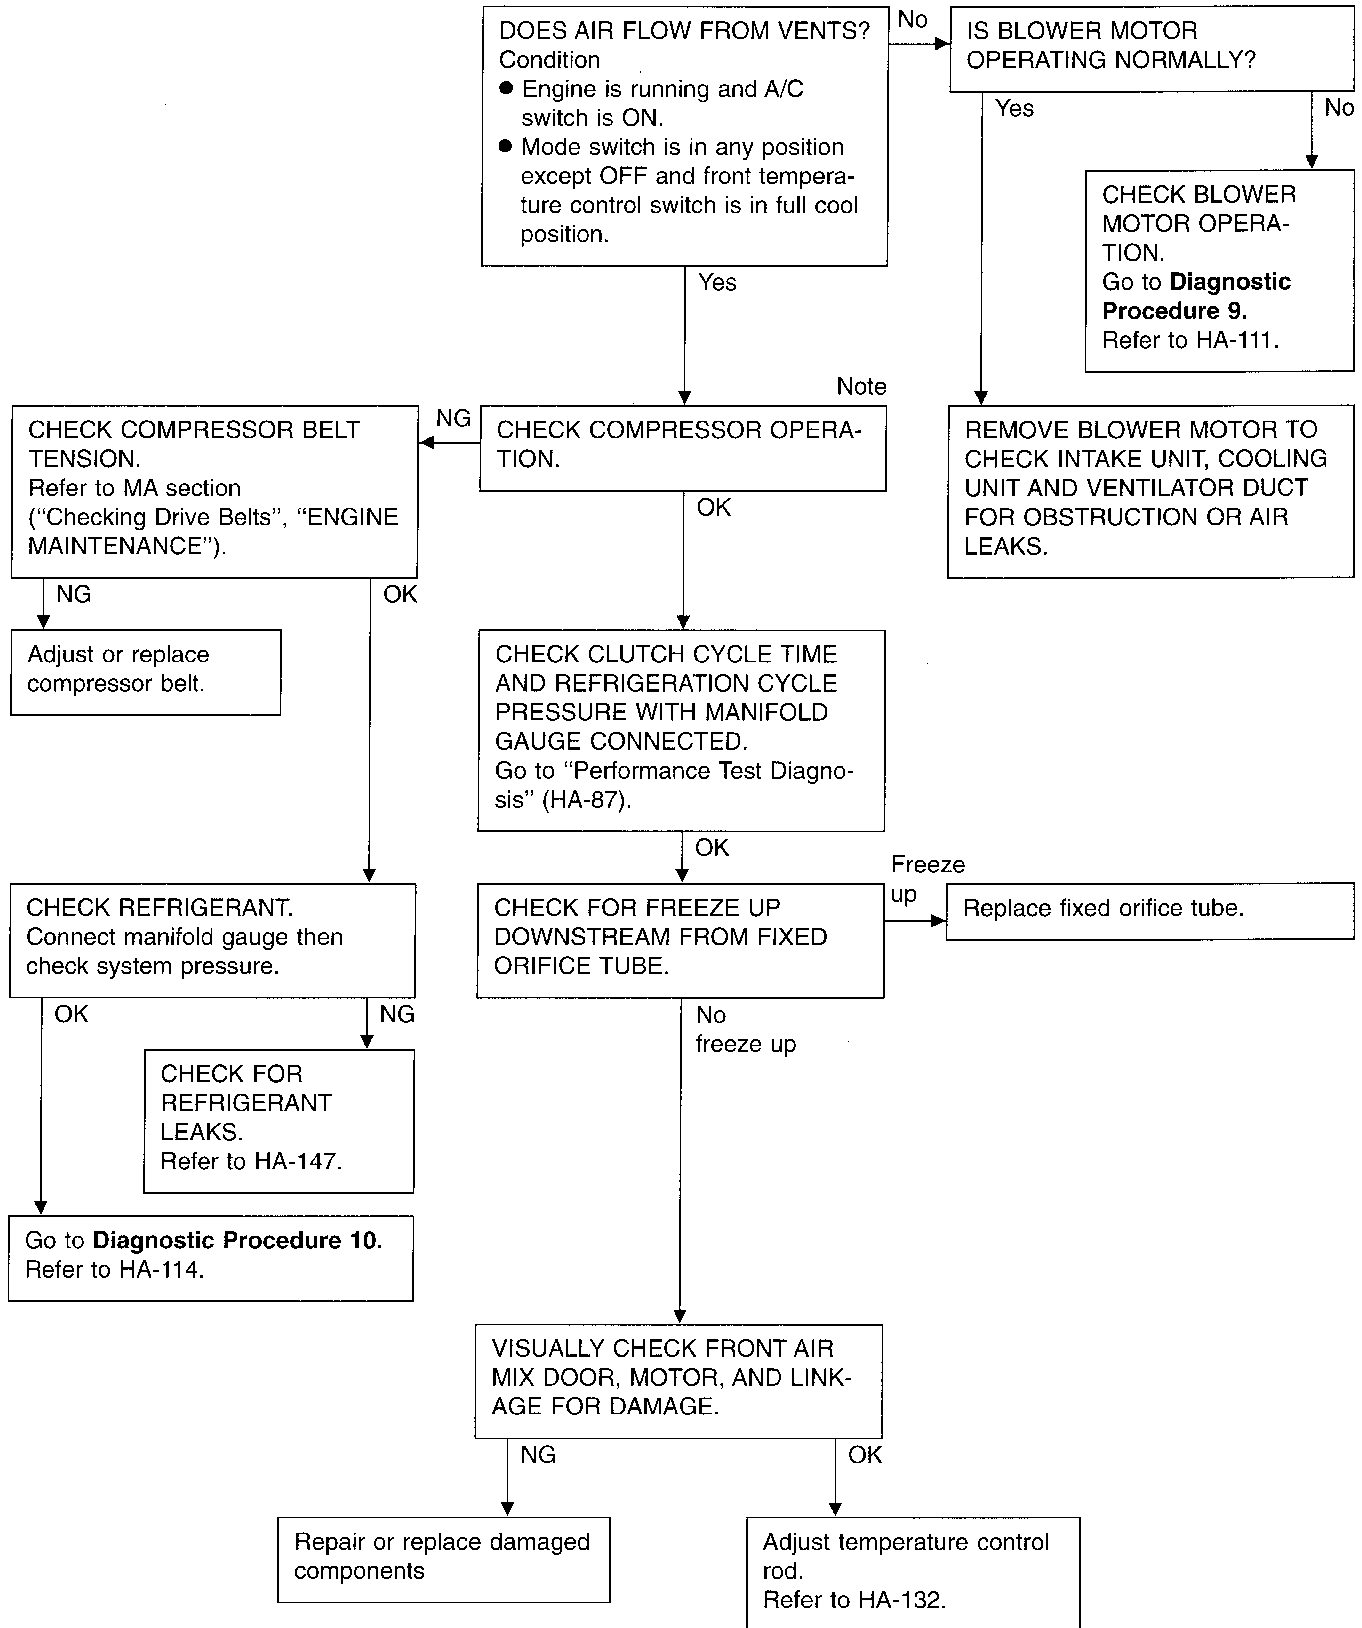 DOES AIR FLOW FROM VENTS?
Condition
● Engine is running and A/C
switch is ON.
● Mode switch is in any position
except OFF and front tempera-
ture control switch is in full cool
position.
No
IS BLOWER MOTOR
OPERATING NORMALLY?
Yes
No
CHECK BLOWER
MOTOR OPERA-
TION.
Go to Diagnostic
Procedure 9.
Refer to HA-111.
Yes
Note
CHECK COMPRESSOR BELT
TENSION.
Refer to MA section
(“Checking Drive Belts”, “ENGINE
MAINTENANCE”).
NG
CHECK COMPRESSOR OPERA-
TION.
REMOVE BLOWER MOTOR TO
CHECK INTAKE UNIT, COOLING
UNIT AND VENTILATOR DUCT
FOR OBSTRUCTION OR AIR
LEAKS.
OK
NG
OK
Adjust or replace
compressor belt.
CHECK CLUTCH CYCLE TIME
AND REFRIGERATION CYCLE
PRESSURE WITH MANIFOLD
GAUGE CONNECTED.
Go to “Performance Test Diagno-
sis” (HA-87).
OK
CHECK REFRIGERANT.
Connect manifold gauge then
check system pressure.
CHECK FOR FREEZE UP
DOWNSTREAM FROM FIXED
ORIFICE TUBE.
Freeze
up
Replace fixed orifice tube.
OK
NG
No
freeze up
CHECK FOR
REFRIGERANT
LEAKS.
Refer to HA-147.
Go to Diagnostic Procedure 10.
Refer to HA-114.
VISUALLY CHECK FRONT AIR
MIX DOOR, MOTOR, AND LINK-
AGE FOR DAMAGE.
NG
OK
Repair or replace damaged
components
Adjust temperature control
rod.
Refer to HA-132.